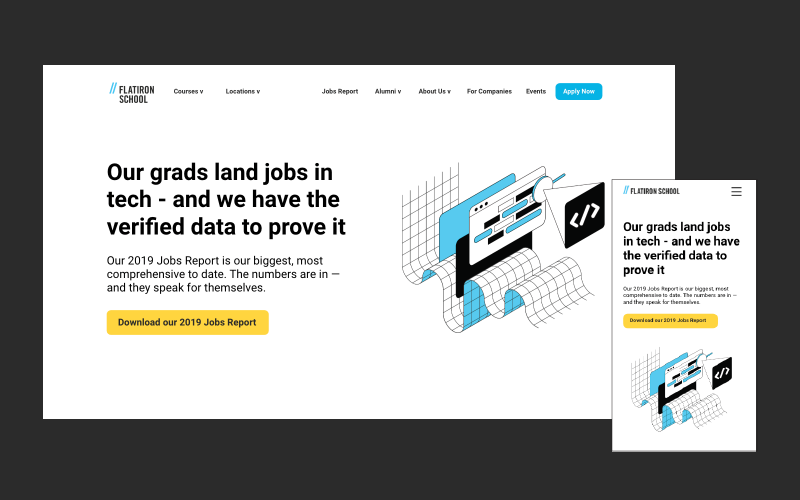 // FLATIRON
SCHOOL
Courses v
Locations v
Jobs Report
Alumni v
About Us v
For Companies
Events
Apply Now
Our grads land jobs in
tech - and we have the
verified data to prove it
Our 2019 Jobs Report is our biggest, most
comprehensive to date. The numbers are in —
and they speak for themselves.
Download our 2019 Jobs Report
</>
// FLATIRON SCHOOL
Our grads land jobs
in tech - and we have
the verified data to
prove it
Our 2019 Jobs Report is our biggest, most
comprehensive to date. The numbers are in —
and they speak for themselves.
Download our 2019 Jobs Report
</>